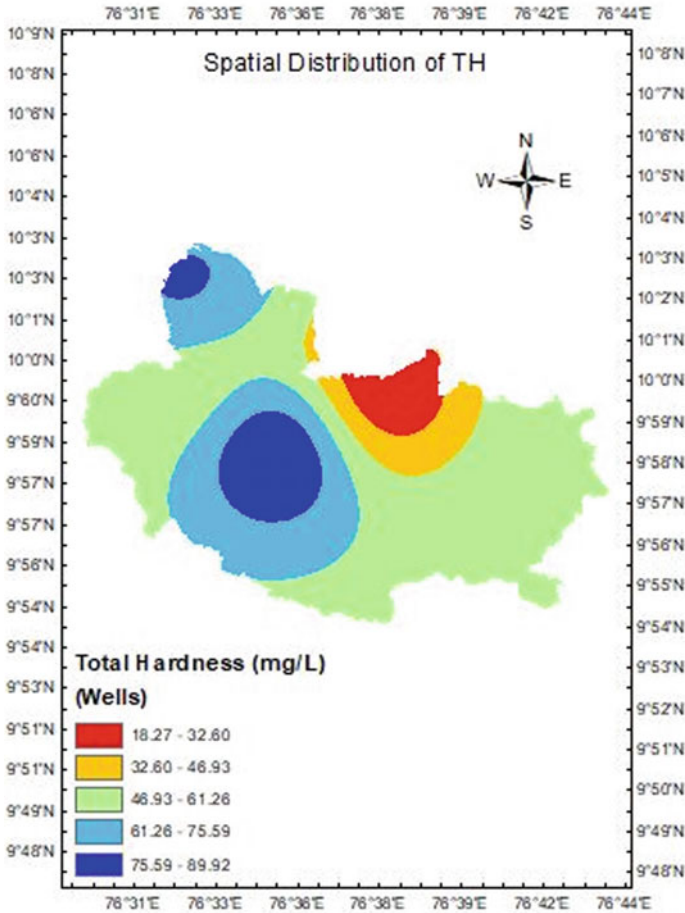 76°31'E 76°33'E 76°36'E 76°38'E 76°39'E 76°42'E 76°44'E
10°9'N
10°8'N
10°7'N
10°6'N
10°4'N
10°3'N
10°3'N
10°1'N
10°0'N
9°60'N
9°59'N
9°57'N
9°57'N
9°56'N
9°54'N
9°54'N
9°53'N
9°51'N
9°51'N
9°49'N
9°48'N
Spatial Distribution of TH
N
W E
S
10°8'N
10°7'N
10°6'N
10°5'N
10°4'N
10°3'N
10°2'N
10°1'N
10°0'N
9°59'N
9°58'N
9°57'N
9°56'N
9°55'N
9°54'N
9°53'N
9°52'N
9°51'N
9°50'N
9°49'N
9°48'N
Total Hardness (mg/L)
(Wells)
18.27 - 32.60
32.60 - 46.93
46.93 - 61.26
61.26 - 75.59
75.59 - 89.92
76°31'E 76°33'E 76°36'E 76°38'E 76°39'E 76°42'E 76°44'E